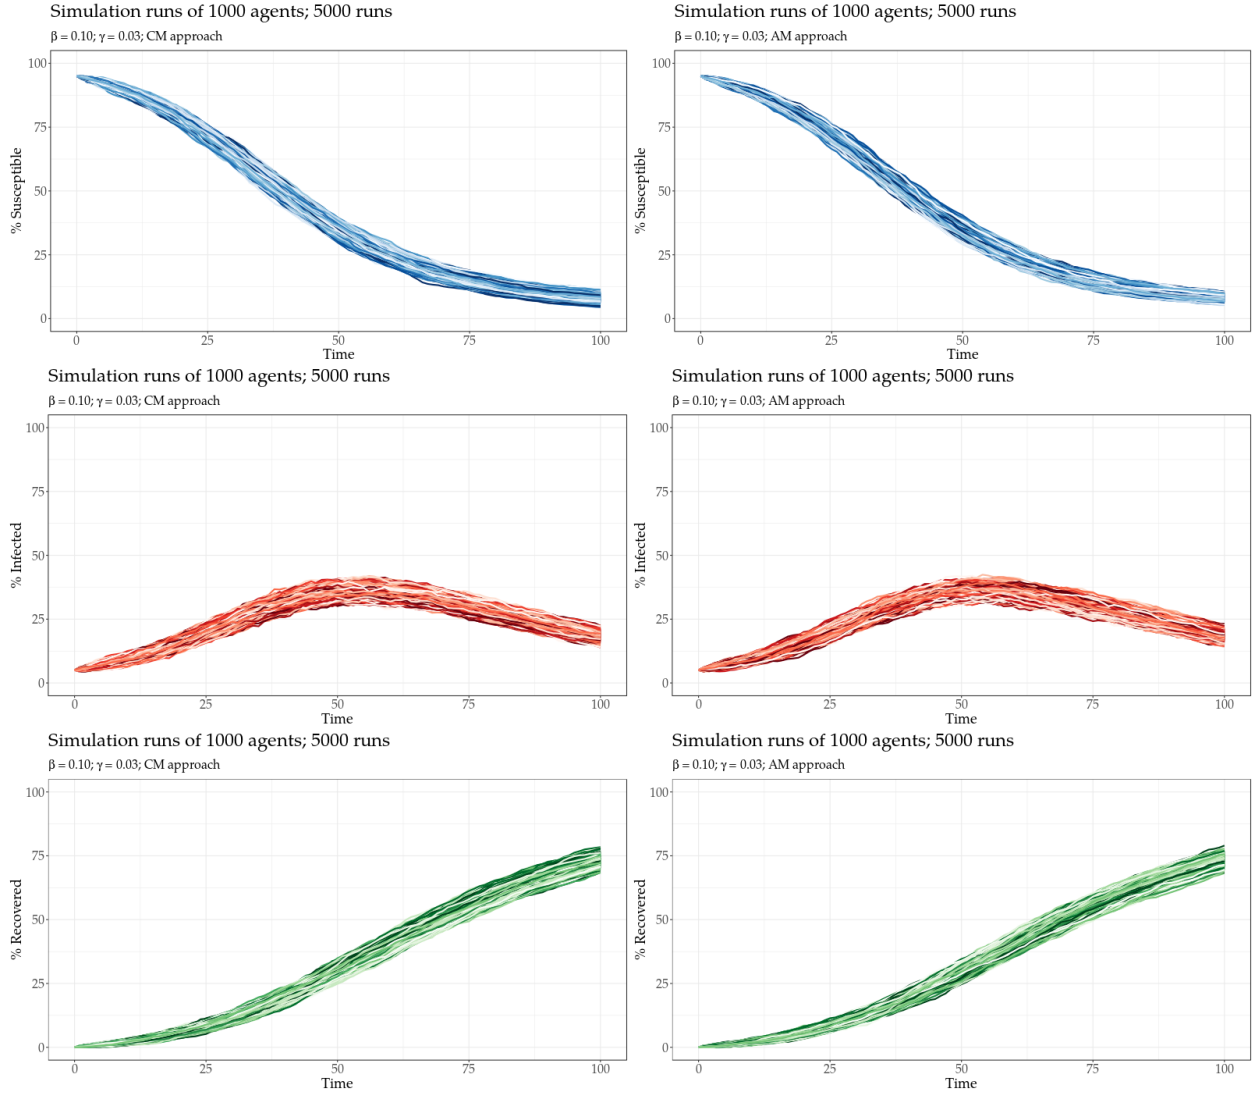 Simulation runs of 1000 agents; 5000 runs
β = 0.10; γ = 0.03; CM approach
100
75
50
25
0
% Susceptible
0 25 50 75 100
Time
Simulation runs of 1000 agents; 5000 runs
β = 0.10; γ = 0.03; AM approach
100
75
50
25
0
% Susceptible
0 25 50 75 100
Time
Simulation runs of 1000 agents; 5000 runs
β = 0.10; γ = 0.03; CM approach
100
75
50
25
0
% Infected
0 25 50 75 100
Time
Simulation runs of 1000 agents; 5000 runs
β = 0.10; γ = 0.03; AM approach
100
75
50
25
0
% Infected
0 25 50 75 100
Time
Simulation runs of 1000 agents; 5000 runs
β = 0.10; γ = 0.03; CM approach
100
75
50
25
0
% Recovered
0 25 50 75 100
Time
Simulation runs of 1000 agents; 5000 runs
β = 0.10; γ = 0.03; AM approach
100
75
50
25
0
% Recovered
0 25 50 75 100
Time